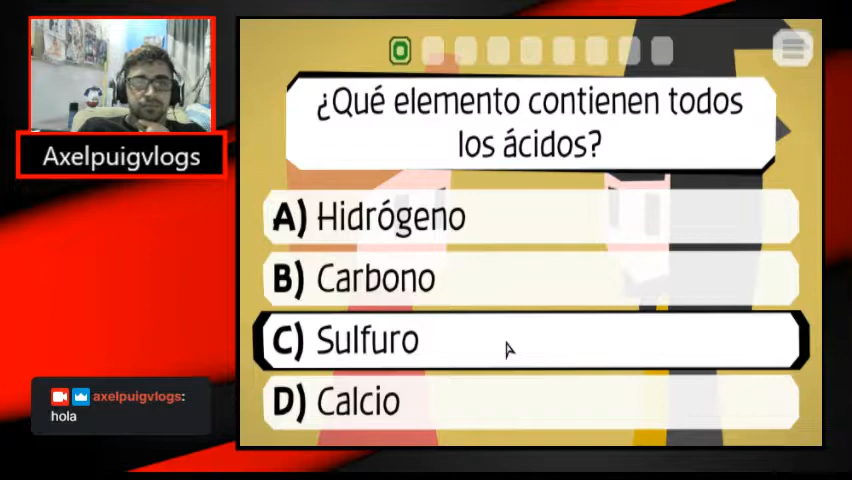 ¿Qué elemento contienen todos
los ácidos?
A) Hidrógeno
B) Carbono
C) Sulfuro
D) Calcio
Axelpuigvlogs
axelpuigvlogs:
hola